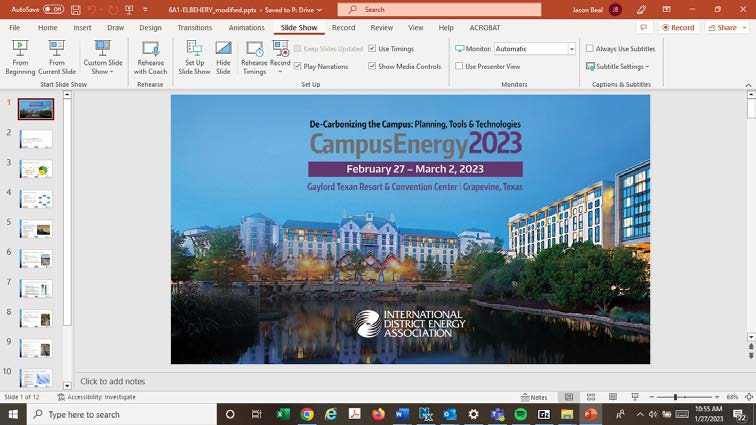 AutoSave Off 6A1-ELBEHERY_modified.pptx • Saved to P: Drive Search Jason Beal JB
File Home Insert Draw Design Transitions Animations Slide Show Record Review View Help ACROBAT Record Share
From Beginning From Current Slide Custom Slide Show Rehearse with Coach Set Up Slide Show Hide Slide Rehearse Timings Record
Keep Slides Updated Use Timings Monitor: Automatic Always Use Subtitles
Play Narrations Show Media Controls Use Presenter View Subtitle Settings
Start Slide Show Rehearse Set Up Monitors Captions & Subtitles
1
2
3
4
5
6
7
8
9
10
De-Carbonizing the Campus: Planning, Tools & Technologies
CampusEnergy2023
February 27 – March 2, 2023
Gaylord Texan Resort & Convention Center | Grapevine, Texas
INTERNATIONAL
DISTRICT ENERGY
ASSOCIATION
Click to add notes
Slide 1 of 12 Accessibility: Investigate Notes 68%
Type here to search
10:55 AM
1/27/2023
22